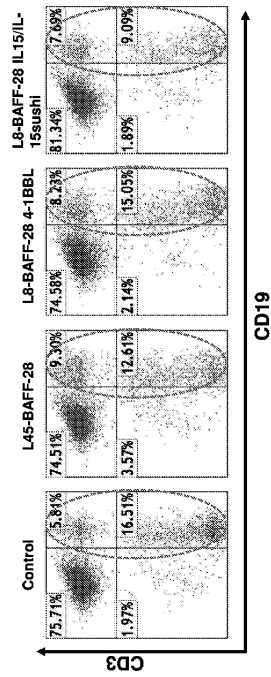 Control
75.71% 5.81%
1.97% 16.51%
L45-BAFF-28
74.51% 9.30%
3.57% 12.61%
L8-BAFF-28 4-1BBL
74.58% 8.23%
2.14% 15.05%
L8-BAFF-28 IL15/IL-
15sushi
81.34% 7.69%
1.89% 9.09%
CD3
CD19